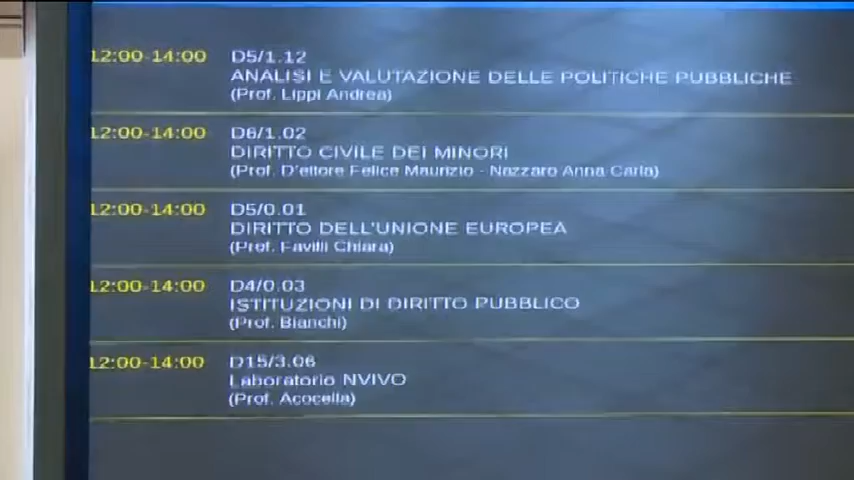 12:00-14:00 D5/1.12
ANALISI E VALUTAZIONE DELLE POLITICHE PUBBLICHE
(Prof. Lippi Andrea)
12:00-14:00 D6/1.02
DIRITTO CIVILE DEI MINORI
(Prof. D'ettore Felice Maurizio - Nazzaro Anna Carla)
12:00-14:00 D5/0.01
DIRITTO DELL'UNIONE EUROPEA
(Prof. Favilli Chiara)
12:00-14:00 D4/0.03
ISTITUZIONI DI DIRITTO PUBBLICO
(Prof. Bianchi)
12:00-14:00 D15/3.06
Laboratorio NVIVO
(Prof. Acocella)